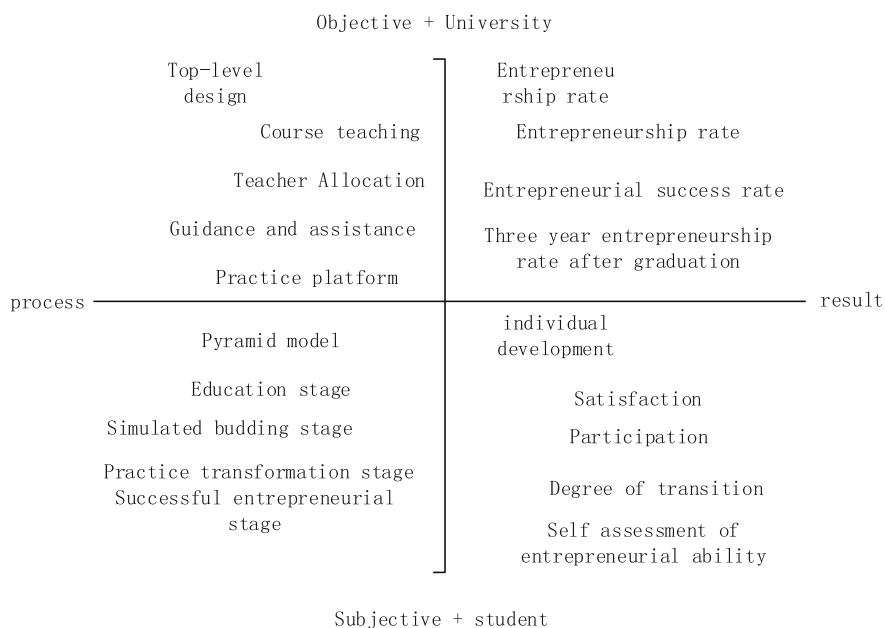 Objective + University
Top-level
design
Course teaching
Teacher Allocation
Guidance and assistance
Practice platform
Entrepreneu
rship rate
Entrepreneurship rate
Entrepreneurial success rate
Three year entrepreneurship
rate after graduation
process
result
Pyramid model
Education stage
Simulated budding stage
Practice transformation stage
Successful entrepreneurial
stage
individual
development
Satisfaction
Participation
Degree of transition
Self assessment of
entrepreneurial ability
Subjective + student